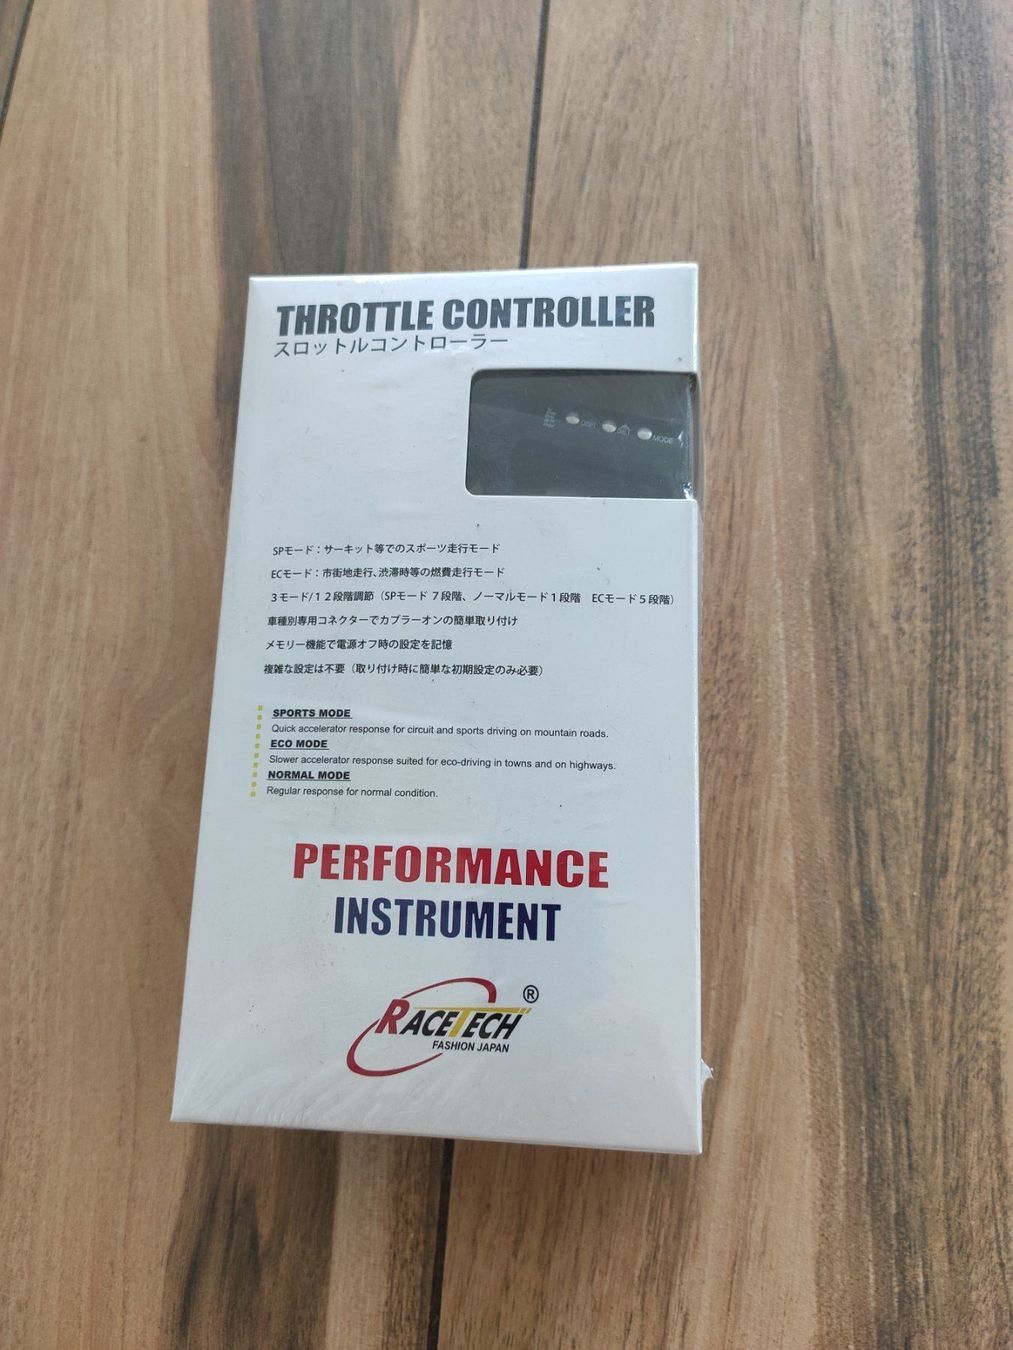 THROTTLE CONTROLLER
スロットルコントローラー
SET
MODE
SPモード：サーキット等でのスポーツ走行モード
ECモード：市街地走行、渋滞時等の燃費走行モード
３モード/１２段階調節（SPモード ７段階、ノーマルモード１段階　ECモード５段階）
車種別専用コネクターでカプラーオンの簡単取り付け
メモリー機能で電源オフ時の設定を記憶
複雑な設定は不要（取り付け時に簡単な初期設定のみ必要）
SPORTS MODE
Quick accelerator response for circuit and sports driving on mountain roads.
ECO MODE
Slower accelerator response suited for eco-driving in towns and on highways.
NORMAL MODE
Regular response for normal condition.
PERFORMANCE
INSTRUMENT
RACETECH ®
FASHION JAPAN